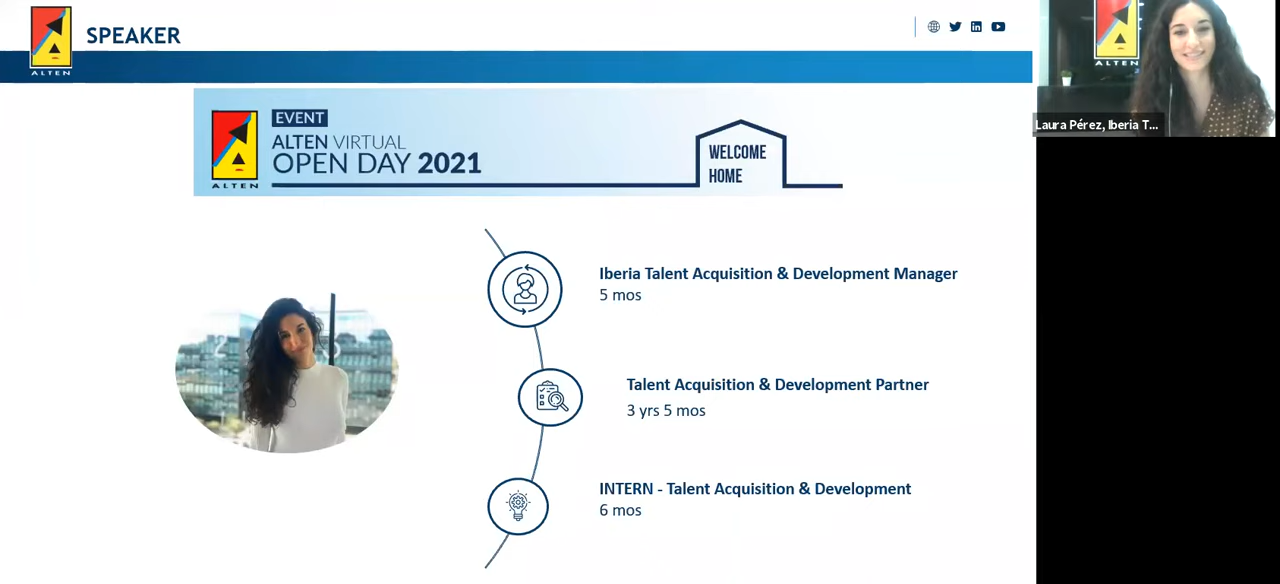 ALTEN
SPEAKER
ALTEN
EVENT
ALTEN VIRTUAL
OPEN DAY 2021
ALTEN
WELCOME
HOME
Iberia Talent Acquisition & Development Manager
5 mos
Talent Acquisition & Development Partner
3 yrs 5 mos
INTERN - Talent Acquisition & Development
6 mos
ALTEN
Laura Pérez, Iberia T...